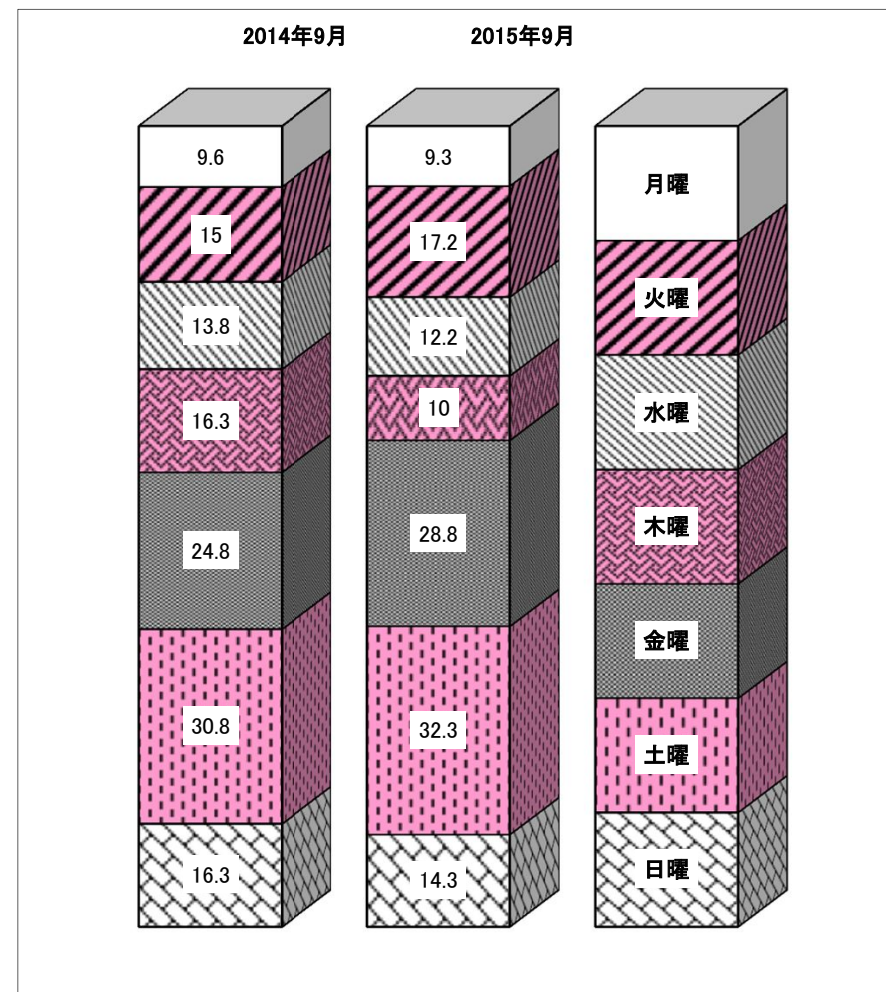 2014年9月 2015年9月
9.6 9.3 月曜
15 17.2 火曜
13.8 12.2 水曜
16.3 10 木曜
24.8 28.8 金曜
30.8 32.3 土曜
16.3 14.3 日曜